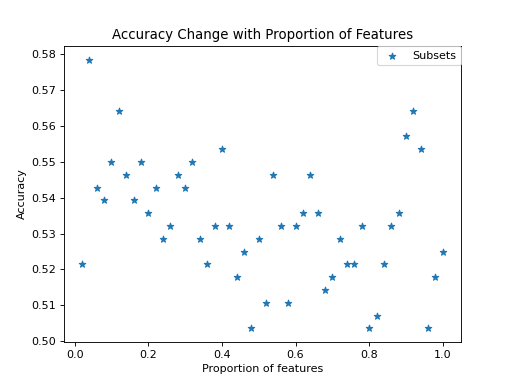 Accuracy Change with Proportion of Features
Subsets
Accuracy
0.58
0.57
0.56
0.55
0.54
0.53
0.52
0.51
0.50
0.0 0.2 0.4 0.6 0.8 1.0
Proportion of features